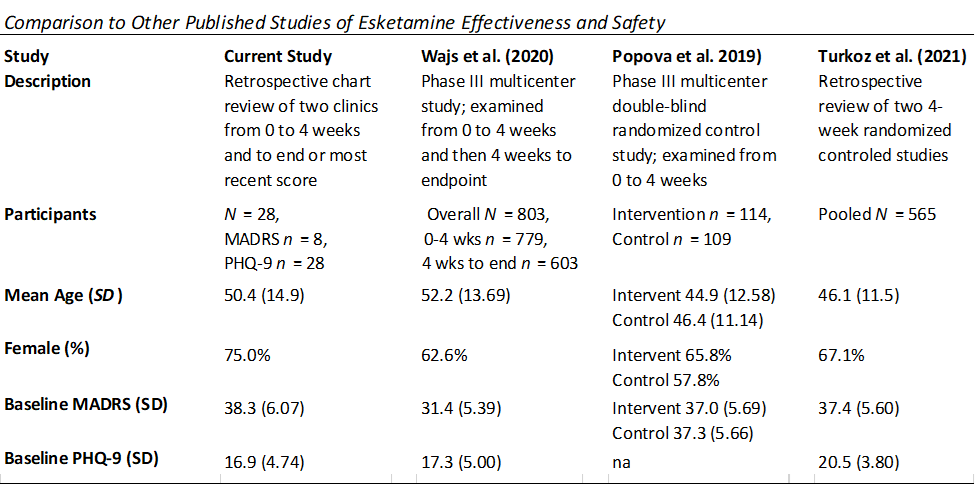 Comparison to Other Published Studies of Esketamine Effectiveness and Safety
Study Current Study Wajs et al. (2020) Popova et al. 2019) Turkoz et al. (2021)
Description Retrospective chart Phase III multicenter Phase III multicenter Retrospective
review of two clinics study; examined double-blind review of two 4-
from 0 to 4 weeks from 0 to 4 weeks randomized control week randomized
and to end or most and then 4 weeks to study; examined from controled studies
recent score endpoint 0 to 4 weeks
Participants N = 28, Overall N = 803, Intervention n = 114, Pooled N = 565
MADRS n = 8, 0-4 wks n = 779, Control n = 109
PHQ-9 n = 28 4 wks to end n = 603
Mean Age (SD ) 50.4 (14.9) 52.2 (13.69) Intervent 44.9 (12.58) 46.1 (11.5)
Control 46.4 (11.14)
Female (%) 75.0% 62.6% Intervent 65.8% 67.1%
Control 57.8%
Baseline MADRS (SD) 38.3 (6.07) 31.4 (5.39) Intervent 37.0 (5.69) 37.4 (5.60)
Control 37.3 (5.66)
Baseline PHQ-9 (SD) 16.9 (4.74) 17.3 (5.00) na 20.5 (3.80)